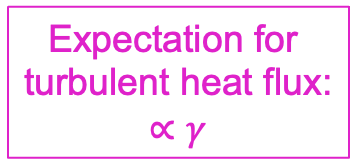 Expectation for
turbulent heat flux:
∝ γ